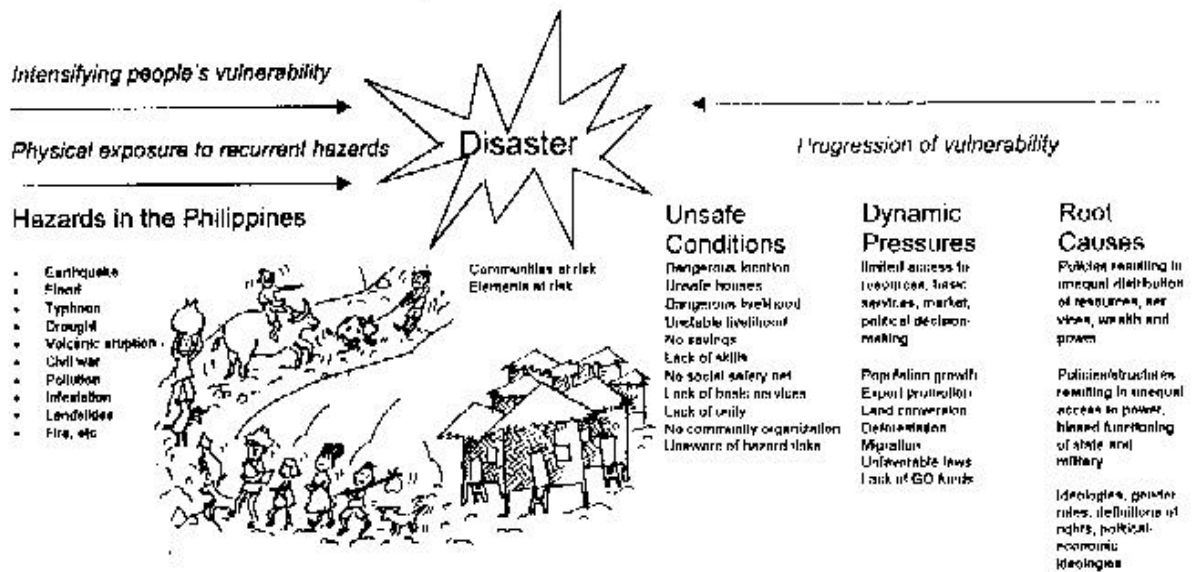 Intensifying people's vulnerability
Physical exposure to recurrent hazards
Disaster
Progression of vulnerability
Hazards in the Philippines
• Earthquake
• Flood
• Typhoon
• Drought
• Volcanic eruption
• Civil war
• Pollution
• Infestation
• Landslides
• Fire, etc
Communities at risk
Elements at risk
Unsafe
Conditions
Dangerous location
Unsafe houses
Dangerous livelihood
Unstable livelihood
No savings
Lack of skills
No social safety net
Lack of basic services
Lack of unity
No community organization
Unaware of hazard risks
Dynamic
Pressures
limited access to
resources, basic
services, market,
political decision-
making
Population growth
Export promotion
Land conversion
Deforestation
Migration
Unfavorable laws
Lack of GO funds
Root
Causes
Policies resulting in
unequal distribution
of resources, ser
vices, wealth and
power
Policies/structures
resulting in unequal
access to power,
biased functioning
of state and
military
Ideologies, gender
roles, definitions of
rights, political-
economic
ideologies